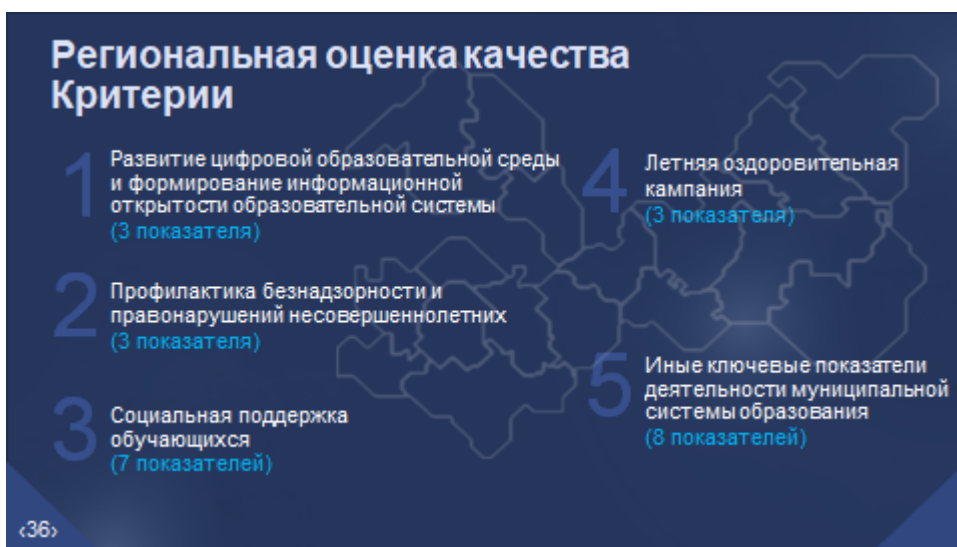 Региональная оценка качества
Критерии
1
Развитие цифровой образовательной среды
и формирование информационной
открытости образовательной системы
(3 показателя)
2
Профилактика безнадзорности и
правонарушений несовершеннолетних
(3 показателя)
3
Социальная поддержка
обучающихся
(7 показателей)
4
Летняя оздоровительная
кампания
(3 показателя)
5
Иные ключевые показатели
деятельности муниципальной
системы образования
(8 показателей)
‹36›